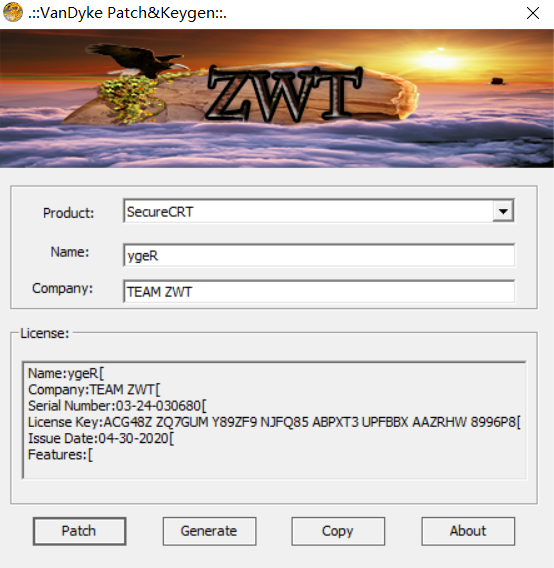 .::VanDyke Patch&Keygen::.
ZWT
Product: SecureCRT
Name: ygeR
Company: TEAM ZWT
License:
Name:ygeR[
Company:TEAM ZWT[
Serial Number:03-24-030680[
License Key:ACG48Z ZQ7GUM Y89ZF9 NJFQ85 ABPXT3 UPFBBX AAZRHW 8996P8[
Issue Date:04-30-2020[
Features:[
Patch Generate Copy About